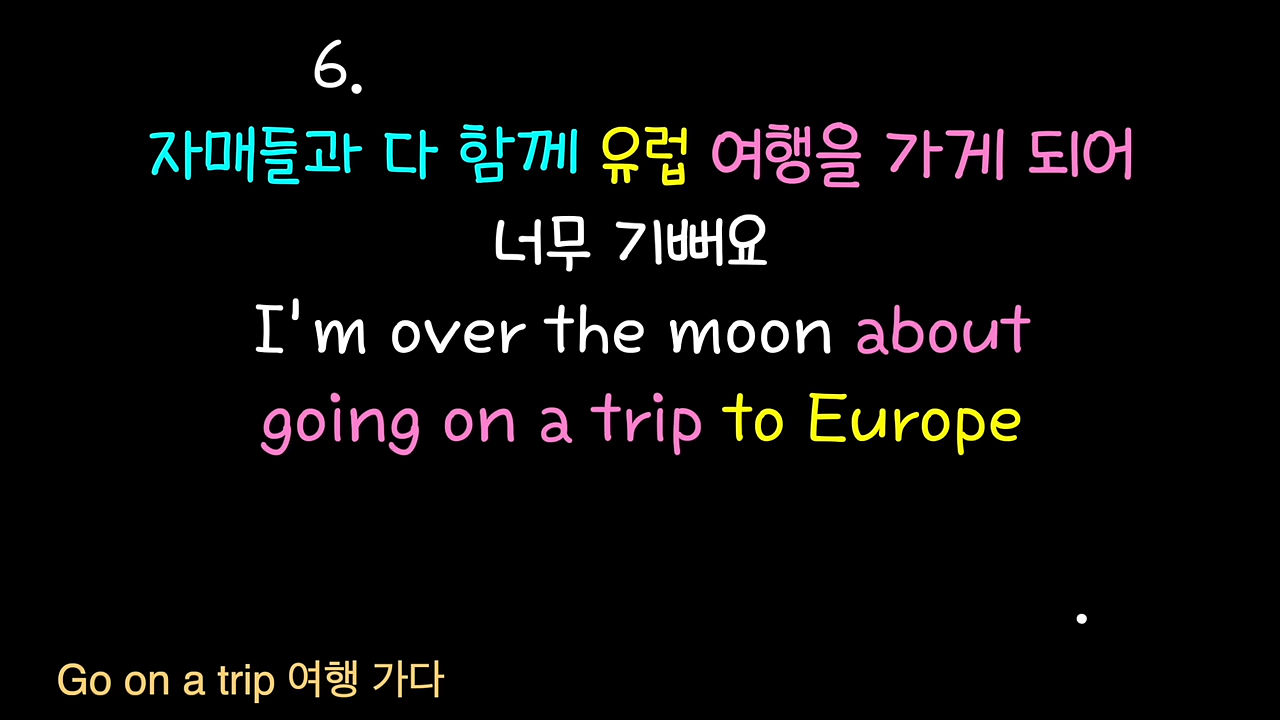 6.
자매들과 다 함께 유럽 여행을 가게 되어
너무 기뻐요
I'm over the moon about
going on a trip to Europe
.
Go on a trip 여행 가다